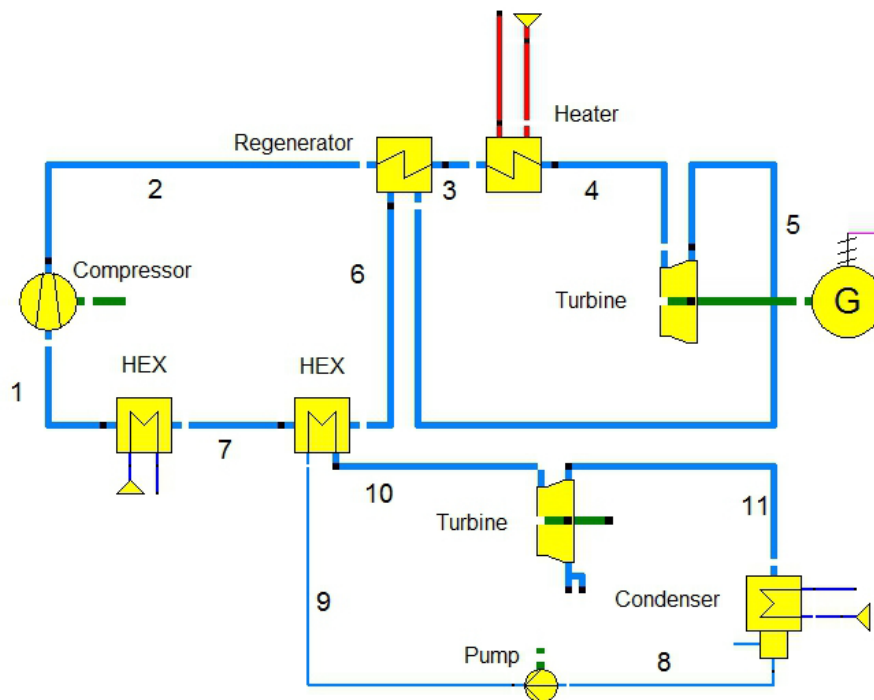 Heater
Regenerator
2
3
4
5
6
Compressor
Turbine
G
HEX
HEX
1
7
10
11
Turbine
Condenser
9
Pump
8